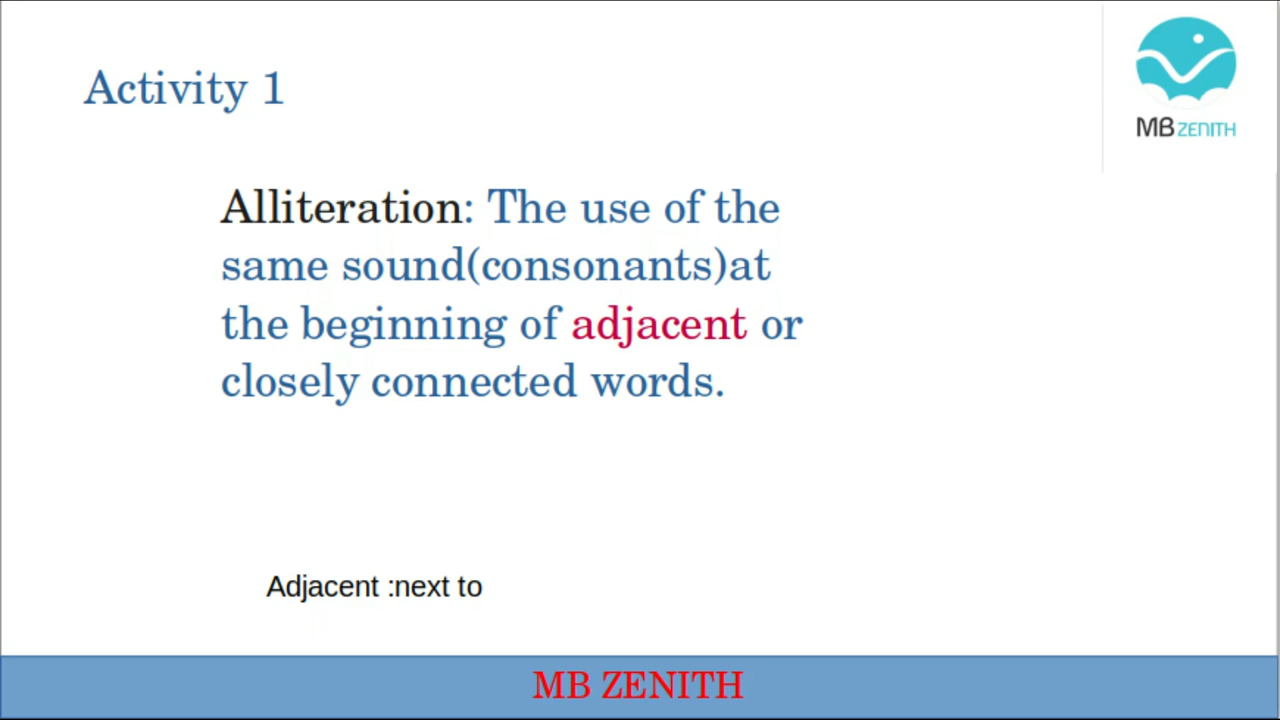 Activity 1
MB ZENITH
Alliteration: The use of the
same sound(consonants)at
the beginning of adjacent or
closely connected words.
Adjacent :next to
MB ZENITH